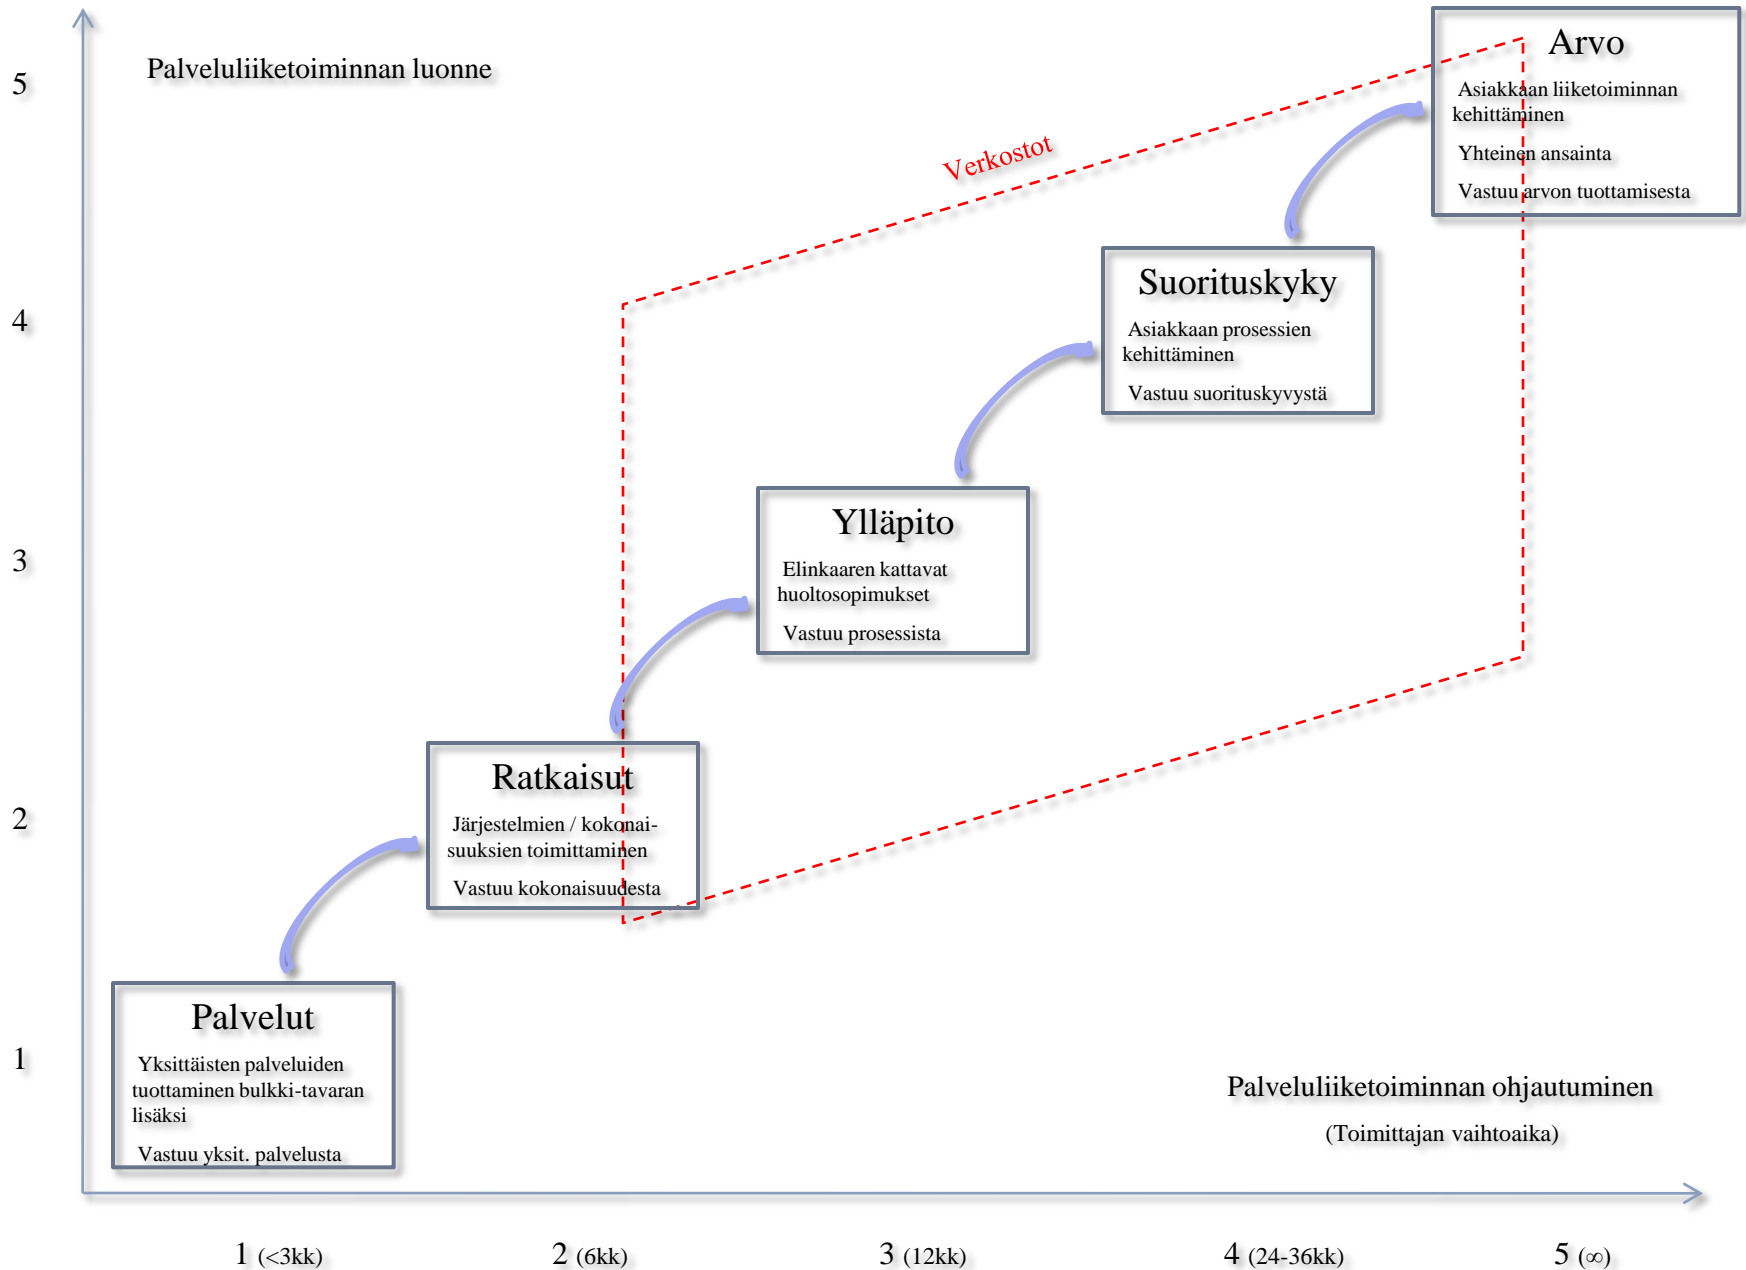 Palveluliiketoiminnan luonne
5
4
3
2
1
Verkostot
Arvo
Asiakkaan liiketoiminnan
kehittäminen
Yhteinen ansainta
Vastuu arvon tuottamisesta
Suorituskyky
Asiakkaan prosessien
kehittäminen
Vastuu suorituskyvystä
Ylläpito
Elinkaaren kattavat
huoltosopimukset
Vastuu prosessista
Ratkaisut
Järjestelmien / kokonai-
suuksien toimittaminen
Vastuu kokonaisuudesta
Palvelut
Yksittäisten palveluiden
tuottaminen bulkki-tavaran
lisäksi
Vastuu yksit. palvelusta
Palveluliiketoiminnan ohjautuminen
(Toimittajan vaihtoaika)
1 (<3kk)
2 (6kk)
3 (12kk)
4 (24-36kk)
5 (∞)